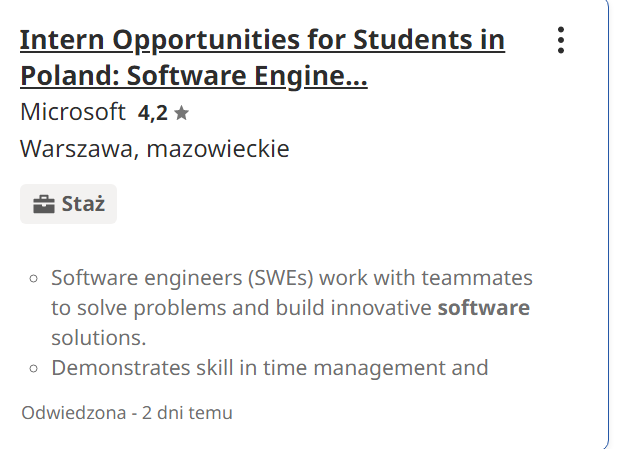 Intern Opportunities for Students in
Poland: Software Engine...
Microsoft 4,2 ★
Warszawa, mazowieckie
Staż
Software engineers (SWEs) work with teammates
to solve problems and build innovative software
solutions.
Demonstrates skill in time management and
Odwiedzona - 2 dni temu